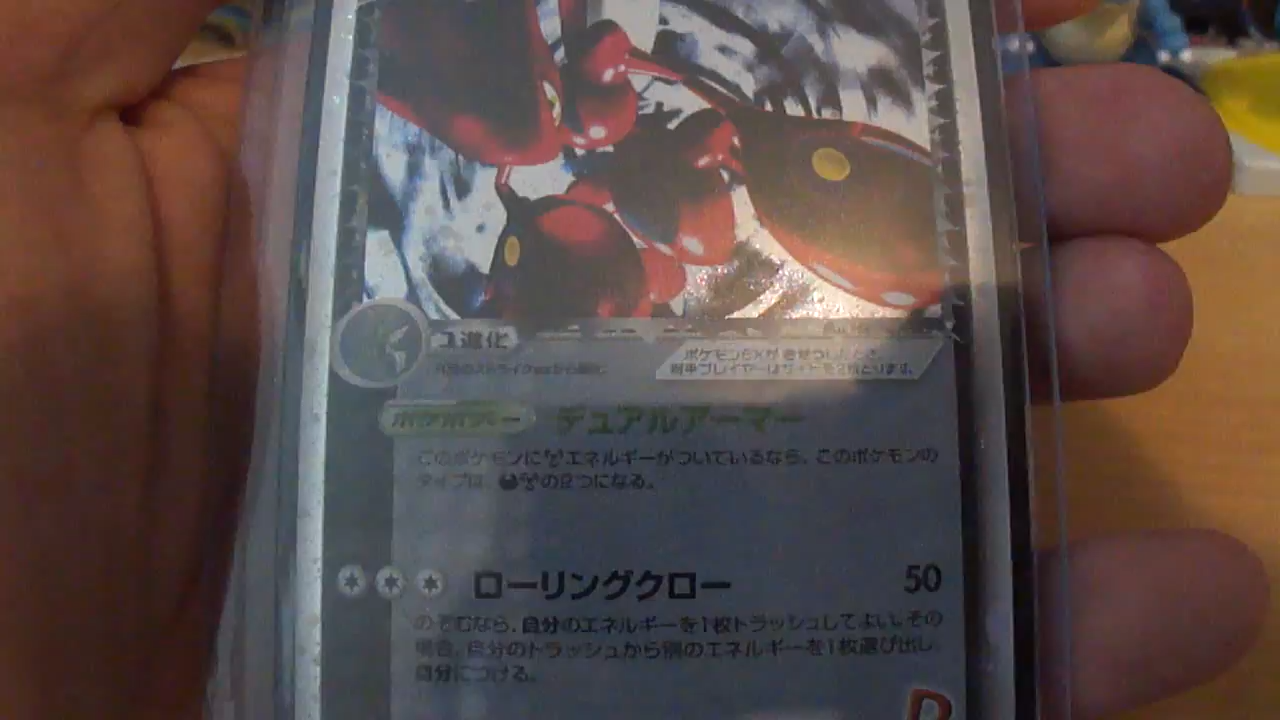 1進化
ポケモンEXがきぜつしたとき、
相手プレイヤーはサイドを2枚とります。
ポケボディー デュアルアーマー
このポケモンにエネルギーがついているなら、このポケモンの
タイプは、の2つになる。
ローリングクロー 50
のぞむなら、自分のエネルギーを1枚トラッシュしてよい。その
場合、自分のトラッシュから別のエネルギーを1枚選び出し、
自分につける。
R